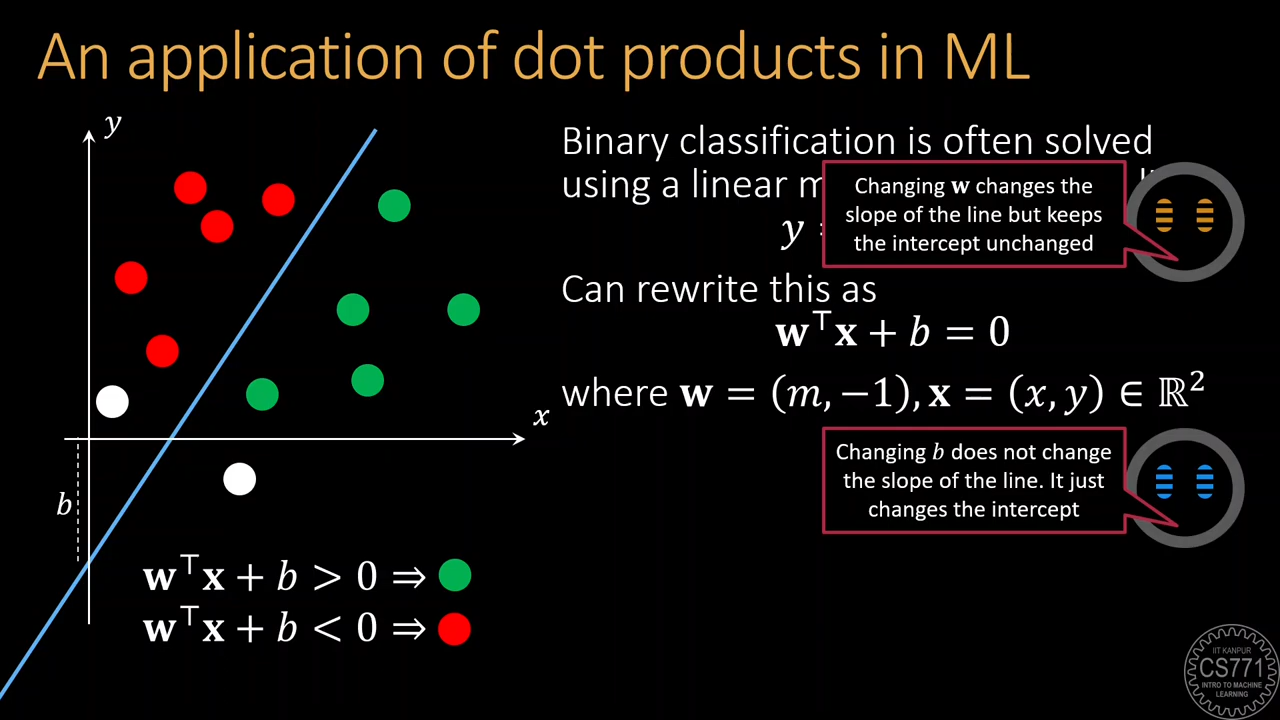 An application of dot products in ML
y
x
b
𝐰⊤𝐱 + b > 0 ⇒
𝐰⊤𝐱 + b < 0 ⇒
Binary classification is often solved
using a linear
y
Changing 𝐰 changes the
slope of the line but keeps
the intercept unchanged
Can rewrite this as
𝐰⊤𝐱 + b = 0
where 𝐰 = (m, −1), 𝐱 = (x, y) ∈ ℝ²
Changing b does not change
the slope of the line. It just
changes the intercept
IIT KANPUR
CS771
INTRO TO MACHINE
LEARNING